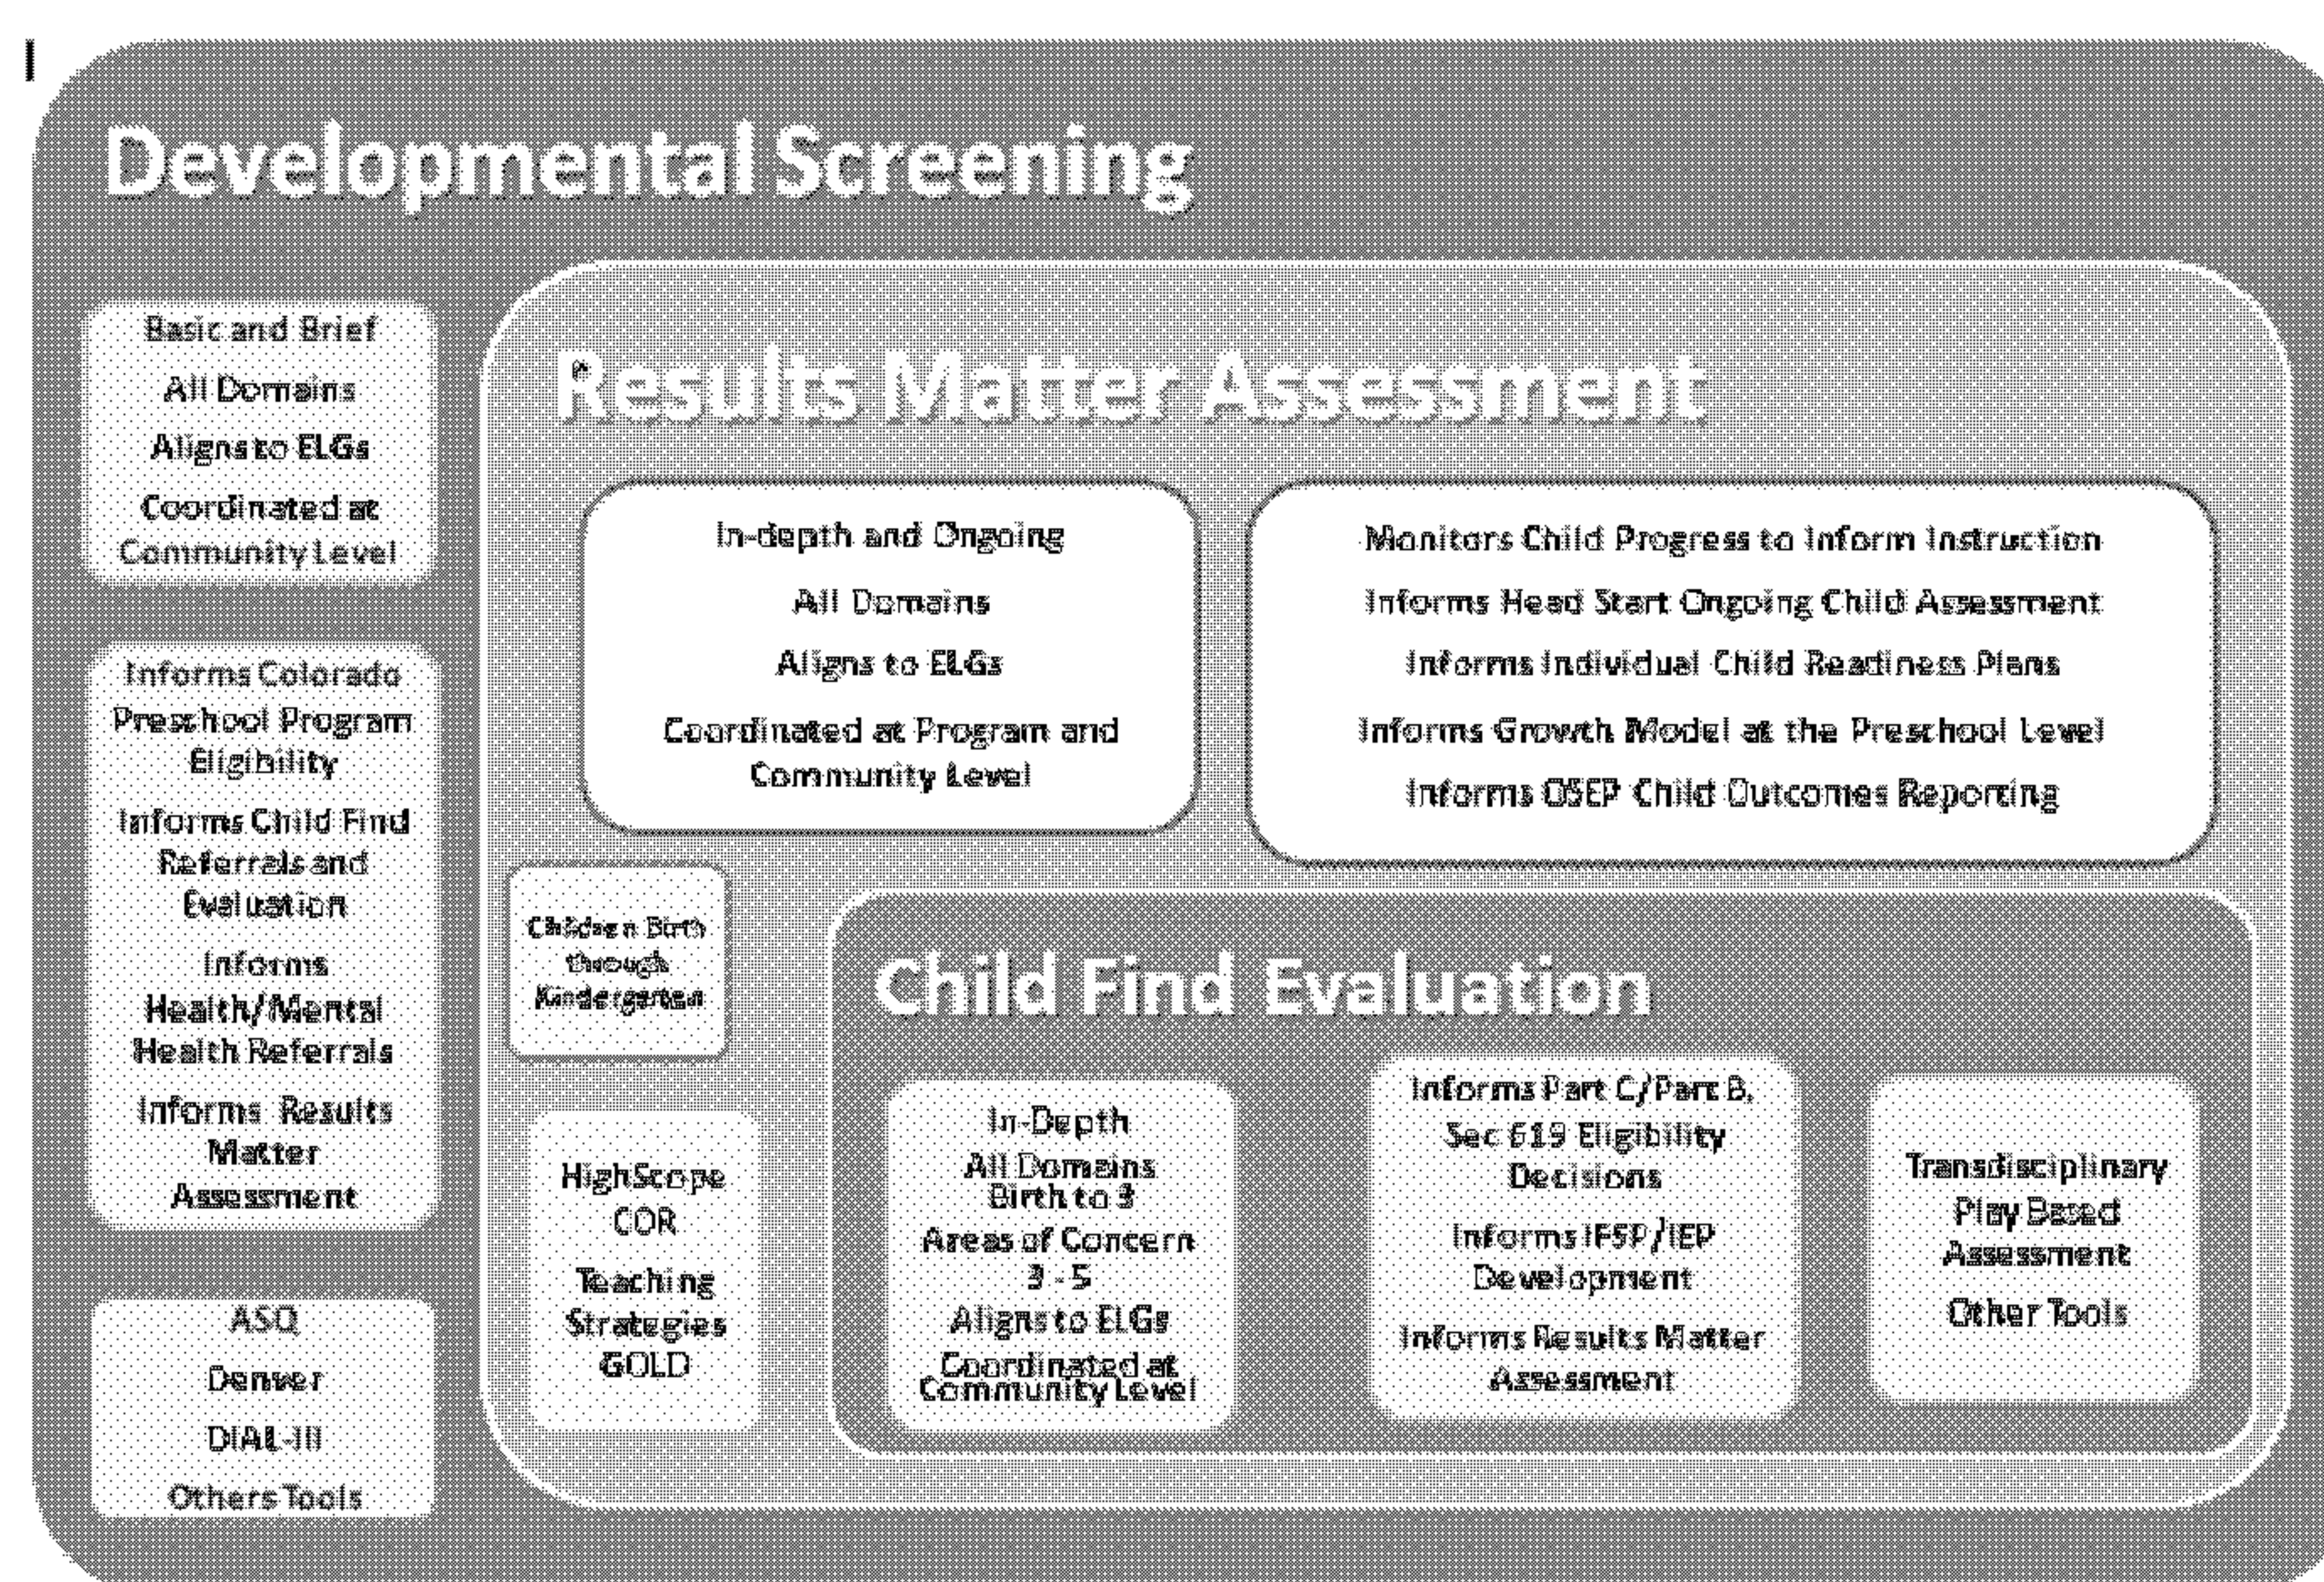 Developmental Screening
Basic and Brief
All Domains
Aligns to ELGs
Coordinated at
Community Level
Informs Colorado
Preschool Program
Eligibility
Informs Child Find
Referrals and
Evaluation
Informs
Health/Mental
Health Referrals
Informs Results
Matter
Assessment
ASQ
Denver
DIAL-III
Others Tools
Results Matter Assessment
In-depth and Ongoing
All Domains
Aligns to ELGs
Coordinated at Program and
Community Level
Monitors Child Progress to Inform Instruction
Informs Head Start Ongoing Child Assessment
Informs Individual Child Readiness Plans
Informs Growth Model at the Preschool Level
Informs OSEP Child Outcomes Reporting
Children Birth
through
Kindergarten
HighScope
COR
Teaching
Strategies
GOLD
Child Find Evaluation
In-Depth
All Domains
Birth to 3
Areas of Concern
3 - 5
Aligns to ELGs
Coordinated at
Community Level
Informs Part C/Part B,
Sec 619 Eligibility
Decisions
Informs IFSP/IEP
Development
Informs Results Matter
Assessment
Transdisciplinary
Play Based
Assessment
Other Tools